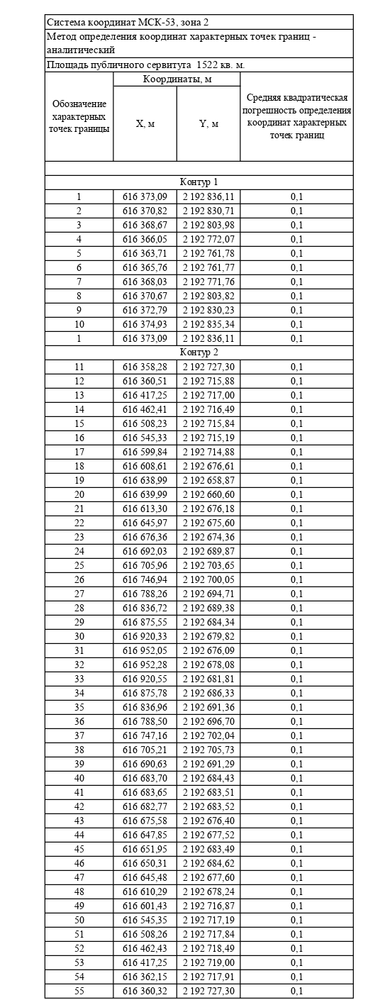 Система координат МСК-53, зона 2
Метод определения координат характерных точек границ -
аналитический
Площадь публичного сервитута 1522 кв. м.
Обозначение
характерных
точек границы
Координаты, м
X, м
Y, м
Средняя квадратическая
погрешность определения
координат характерных
точек границ
Контур 1
1 616 373,09 2 192 836,11 0,1
2 616 370,82 2 192 830,71 0,1
3 616 368,67 2 192 803,98 0,1
4 616 366,05 2 192 772,07 0,1
5 616 363,71 2 192 761,78 0,1
6 616 365,76 2 192 761,77 0,1
7 616 368,03 2 192 771,76 0,1
8 616 370,67 2 192 803,82 0,1
9 616 372,79 2 192 830,23 0,1
10 616 374,93 2 192 835,34 0,1
1 616 373,09 2 192 836,11 0,1
Контур 2
11 616 358,28 2 192 727,30 0,1
12 616 360,51 2 192 715,88 0,1
13 616 417,25 2 192 717,00 0,1
14 616 462,41 2 192 716,49 0,1
15 616 508,23 2 192 715,84 0,1
16 616 545,33 2 192 715,19 0,1
17 616 599,84 2 192 714,88 0,1
18 616 608,61 2 192 676,61 0,1
19 616 638,99 2 192 658,87 0,1
20 616 639,99 2 192 660,60 0,1
21 616 613,30 2 192 676,18 0,1
22 616 645,97 2 192 675,60 0,1
23 616 676,36 2 192 674,36 0,1
24 616 692,03 2 192 689,87 0,1
25 616 705,96 2 192 703,65 0,1
26 616 746,94 2 192 700,05 0,1
27 616 788,26 2 192 694,71 0,1
28 616 836,72 2 192 689,38 0,1
29 616 875,55 2 192 684,34 0,1
30 616 920,33 2 192 679,82 0,1
31 616 952,05 2 192 676,09 0,1
32 616 952,28 2 192 678,08 0,1
33 616 920,55 2 192 681,81 0,1
34 616 875,78 2 192 686,33 0,1
35 616 836,96 2 192 691,36 0,1
36 616 788,50 2 192 696,70 0,1
37 616 747,16 2 192 702,04 0,1
38 616 705,21 2 192 705,73 0,1
39 616 690,63 2 192 691,29 0,1
40 616 683,70 2 192 684,43 0,1
41 616 683,65 2 192 683,51 0,1
42 616 682,77 2 192 683,52 0,1
43 616 675,58 2 192 676,40 0,1
44 616 647,85 2 192 677,52 0,1
45 616 651,95 2 192 683,49 0,1
46 616 650,31 2 192 684,62 0,1
47 616 645,48 2 192 677,60 0,1
48 616 610,29 2 192 678,24 0,1
49 616 601,43 2 192 716,87 0,1
50 616 545,35 2 192 717,19 0,1
51 616 508,26 2 192 717,84 0,1
52 616 462,43 2 192 718,49 0,1
53 616 417,25 2 192 719,00 0,1
54 616 362,15 2 192 717,91 0,1
55 616 360,32 2 192 727,30 0,1